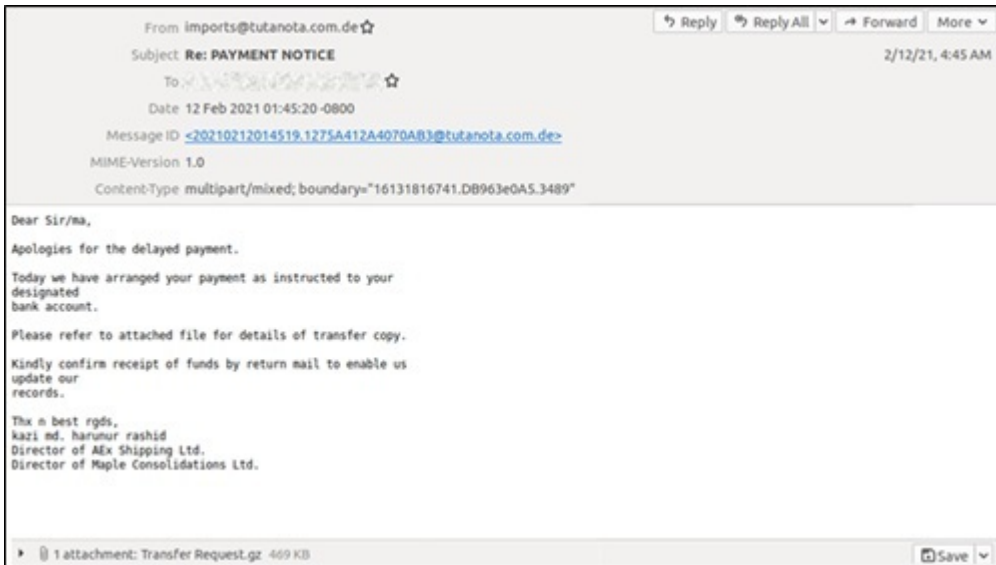 From imports@tutanota.com.de
Reply Reply All Forward More
Subject Re: PAYMENT NOTICE
2/12/21, 4:45 AM
To
Date 12 Feb 2021 01:45:20 -0800
Message ID <20210212014519.1275A412A4070AB3@tutanota.com.de>
MIME-Version 1.0
Content-Type multipart/mixed; boundary="16131816741.DB963e0A5.3489"
Dear Sir/ma,
Apologies for the delayed payment.
Today we have arranged your payment as instructed to your
designated
bank account.
Please refer to attached file for details of transfer copy.
Kindly confirm receipt of funds by return mail to enable us
update our
records.
Thx n best rgds,
kazi md. harunur rashid
Director of AEx Shipping Ltd.
Director of Maple Consolidations Ltd.
1 attachment: Transfer Request.gz 469 KB
Save